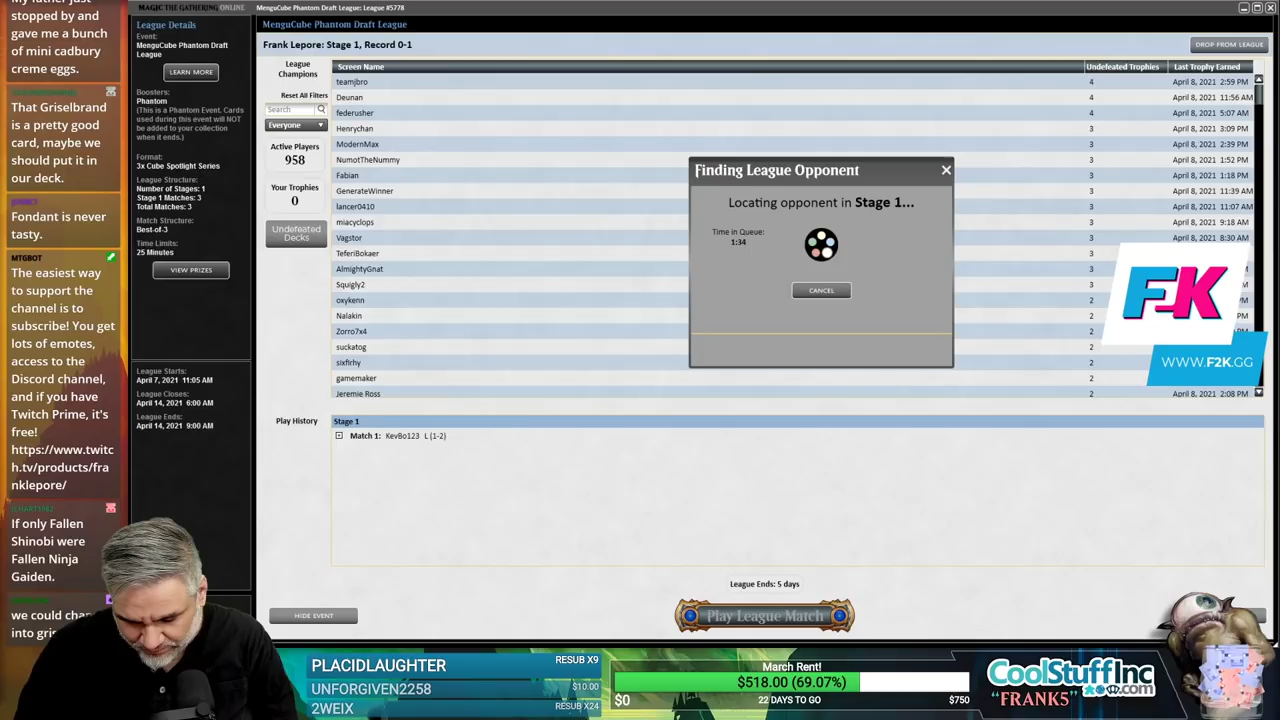 My father just
stopped by and
gave me a bunch
of mini cadbury
creme eggs.
That Griselbrand
is a pretty good
card, maybe we
should put it in
our deck.
Fondant is never
tasty.
MTGBOT
The easiest way
to support the
channel is to
subscribe! You get
lots of emotes,
access to the
Discord channel,
and if you have
Twitch Prime, it's
free!
https://www.twitc
h.tv/products/fra
nklepore/
If only Fallen
Shinobi were
Fallen Ninja
Gaiden.
we could cha
into gri
MAGIC THE GATHERING ONLINE
MenguCube Phantom Draft League: League #5778
League Details
Event:
MenguCube Phantom Draft
League
LEARN MORE
Boosters:
Phantom
(This is a Phantom Event. Cards
used during this event will NOT
be added to your collection
when it ends.)
Format:
3x Cube Spotlight Series
League Structure:
Number of Stages: 1
Stage 1 Matches: 3
Total Matches: 3
Match Structure:
Best-of-3
Time Limits:
25 Minutes
VIEW PRIZES
League Starts:
April 7, 2021 11:05 AM
League Closes:
April 14, 2021 6:00 AM
League Ends:
April 14, 2021 9:00 AM
MenguCube Phantom Draft League
Frank Lepore: Stage 1, Record 0-1
DROP FROM LEAGUE
League
Champions
Reset All Filters
Search
Everyone
Active Players
958
Your Trophies
0
Undefeated
Decks
Screen Name Undefeated Trophies Last Trophy Earned
teamjbro 4 April 8, 2021 2:59 PM
Deunan 4 April 8, 2021 11:56 AM
federusher 4 April 8, 2021 5:07 AM
Henrychan 3 April 8, 2021 3:09 PM
ModernMax 3 April 8, 2021 2:39 PM
NumotTheNummy 3 April 8, 2021 1:52 PM
Fabian 3 April 8, 2021 1:18 PM
GenerateWinner 3 April 8, 2021 11:39 AM
lancer0410 3 April 8, 2021 11:07 AM
miacyclops 3 April 8, 2021 9:18 AM
Vagstor 3 April 8, 2021 8:30 AM
TeferiBokaer 3
AlmightyGnat 3
Squigly2 3
oxykenn 2
Nalakin 2
Zorro7x4 2
suckatog 2
sixfirhy 2
gamemaker 2
Jeremie Ross 2 April 8, 2021 2:08 PM
Finding League Opponent
Locating opponent in Stage 1...
Time in Queue:
1:34
CANCEL
F2K
WWW.F2K.GG
Play History
Stage 1
Match 1: KevBo123 L (1-2)
League Ends: 5 days
HIDE EVENT
Play League Match
PLACIDLAUGHTER RESUB X9
UNFORGIVEN2258 $10.00
2WEIX RESUB X24
March Rent!
$518.00 (69.07%)
$0 22 DAYS TO GO $750
CoolStuffInc
.com
"FRANK5"